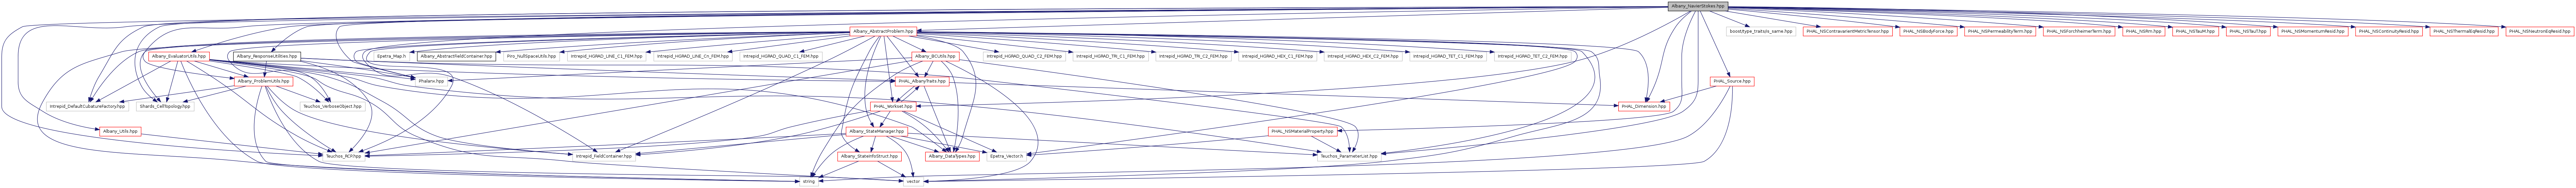 Albany_NavierStokes.hpp
Albany_AbstractProblem.hpp
boost/type_traits/is_same.hpp
PHAL_NSContravarientMetricTensor.hpp
PHAL_NSBodyForce.hpp
PHAL_NSPermeabilityTerm.hpp
PHAL_NSForchheimerTerm.hpp
PHAL_NSRm.hpp
PHAL_NSTauM.hpp
PHAL_NSTauT.hpp
PHAL_NSMomentumResid.hpp
PHAL_NSContinuityResid.hpp
PHAL_NSThermalEqResid.hpp
PHAL_NSNeutronEqResid.hpp
Albany_EvaluatorUtils.hpp
Albany_ResponseUtilities.hpp
Epetra_Map.h
Albany_AbstractFieldContainer.hpp
Piro_NullSpaceUtils.hpp
Intrepid_HGRAD_LINE_C1_FEM.hpp
Intrepid_HGRAD_LINE_Cn_FEM.hpp
Intrepid_HGRAD_QUAD_C1_FEM.hpp
Albany_BCUtils.hpp
Intrepid_HGRAD_QUAD_C2_FEM.hpp
Intrepid_HGRAD_TRI_C1_FEM.hpp
Intrepid_HGRAD_TRI_C2_FEM.hpp
Intrepid_HGRAD_HEX_C1_FEM.hpp
Intrepid_HGRAD_HEX_C2_FEM.hpp
Intrepid_HGRAD_TET_C1_FEM.hpp
Intrepid_HGRAD_TET_C2_FEM.hpp
Albany_ProblemUtils.hpp
Phalanx.hpp
PHAL_AlbanyTraits.hpp
PHAL_Source.hpp
Intrepid_DefaultCubatureFactory.hpp
Shards_CellTopology.hpp
Teuchos_VerboseObject.hpp
PHAL_Workset.hpp
PHAL_Dimension.hpp
Albany_Utils.hpp
Albany_StateManager.hpp
PHAL_NSMaterialProperty.hpp
Teuchos_RCP.hpp
Intrepid_FieldContainer.hpp
Albany_StateInfoStruct.hpp
Albany_DataTypes.hpp
Epetra_Vector.h
Teuchos_ParameterList.hpp
string
vector